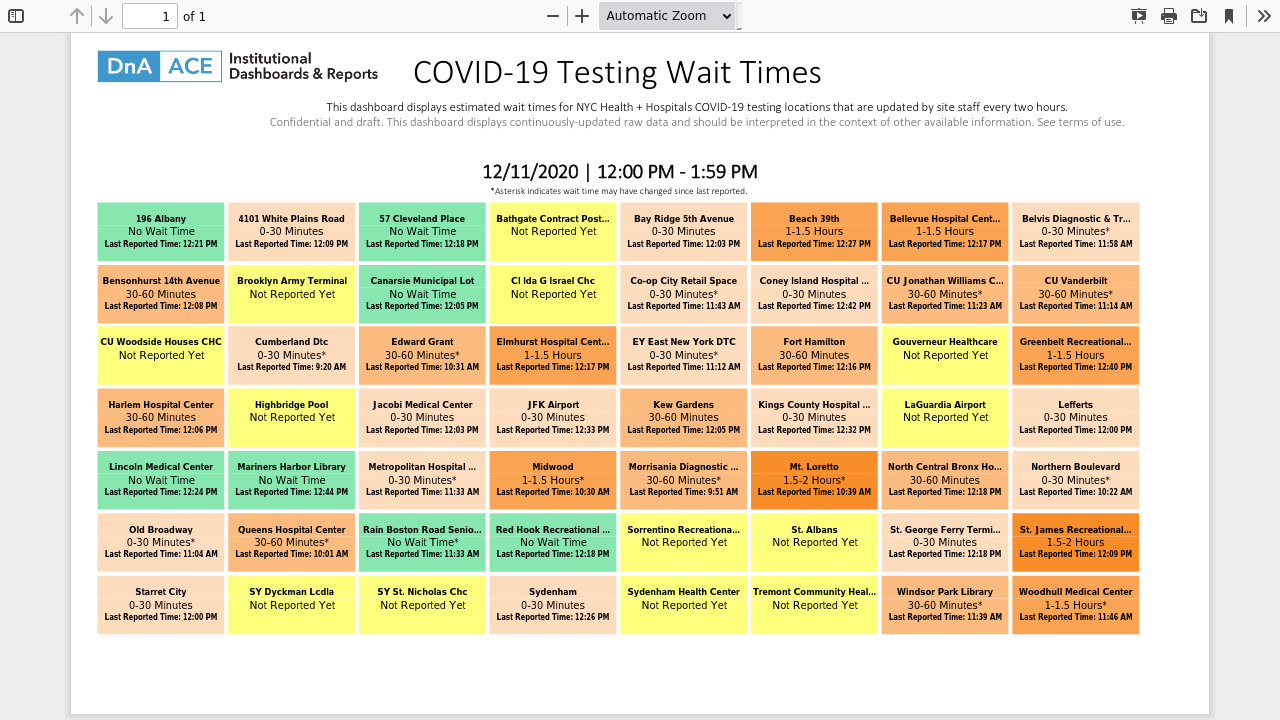 1 of 1 Automatic Zoom
DnA ACE Institutional
Dashboards & Reports
COVID-19 Testing Wait Times
This dashboard displays estimated wait times for NYC Health + Hospitals COVID-19 testing locations that are updated by site staff every two hours.
Confidential and draft. This dashboard displays continuously-updated raw data and should be interpreted in the context of other available information. See terms of use.
12/11/2020 | 12:00 PM - 1:59 PM
*Asterisk indicates wait time may have changed since last reported.
196 Albany
No Wait Time
Last Reported Time: 12:21 PM
4101 White Plains Road
0-30 Minutes
Last Reported Time: 12:09 PM
57 Cleveland Place
No Wait Time
Last Reported Time: 12:18 PM
Bathgate Contract Post...
Not Reported Yet
Bay Ridge 5th Avenue
0-30 Minutes
Last Reported Time: 12:03 PM
Beach 39th
1-1.5 Hours
Last Reported Time: 12:27 PM
Bellevue Hospital Cent...
1-1.5 Hours
Last Reported Time: 12:17 PM
Belvis Diagnostic & Tr...
0-30 Minutes*
Last Reported Time: 11:58 AM
Bensonhurst 14th Avenue
30-60 Minutes
Last Reported Time: 12:08 PM
Brooklyn Army Terminal
Not Reported Yet
Canarsie Municipal Lot
No Wait Time
Last Reported Time: 12:05 PM
Cl Ida G Israel Chc
Not Reported Yet
Co-op City Retail Space
0-30 Minutes*
Last Reported Time: 11:43 AM
Coney Island Hospital ...
0-30 Minutes
Last Reported Time: 12:42 PM
CU Jonathan Williams C...
30-60 Minutes*
Last Reported Time: 11:23 AM
CU Vanderbilt
30-60 Minutes*
Last Reported Time: 11:14 AM
CU Woodside Houses CHC
Not Reported Yet
Cumberland Dtc
0-30 Minutes*
Last Reported Time: 9:20 AM
Edward Grant
30-60 Minutes*
Last Reported Time: 10:31 AM
Elmhurst Hospital Cent...
1-1.5 Hours
Last Reported Time: 12:17 PM
EY East New York DTC
0-30 Minutes*
Last Reported Time: 11:12 AM
Fort Hamilton
30-60 Minutes
Last Reported Time: 12:16 PM
Gouverneur Healthcare
Not Reported Yet
Greenbelt Recreational...
1-1.5 Hours
Last Reported Time: 12:40 PM
Harlem Hospital Center
30-60 Minutes
Last Reported Time: 12:06 PM
Highbridge Pool
Not Reported Yet
Jacobi Medical Center
0-30 Minutes
Last Reported Time: 12:03 PM
JFK Airport
0-30 Minutes
Last Reported Time: 12:33 PM
Kew Gardens
30-60 Minutes
Last Reported Time: 12:05 PM
Kings County Hospital ...
0-30 Minutes
Last Reported Time: 12:32 PM
LaGuardia Airport
Not Reported Yet
Lefferts
0-30 Minutes
Last Reported Time: 12:00 PM
Lincoln Medical Center
No Wait Time
Last Reported Time: 12:24 PM
Mariners Harbor Library
No Wait Time
Last Reported Time: 12:44 PM
Metropolitan Hospital ...
0-30 Minutes*
Last Reported Time: 11:33 AM
Midwood
1-1.5 Hours*
Last Reported Time: 10:30 AM
Morrisania Diagnostic ...
30-60 Minutes*
Last Reported Time: 9:51 AM
Mt. Loretto
1.5-2 Hours*
Last Reported Time: 10:39 AM
North Central Bronx Ho...
30-60 Minutes
Last Reported Time: 12:18 PM
Northern Boulevard
0-30 Minutes*
Last Reported Time: 10:22 AM
Old Broadway
0-30 Minutes*
Last Reported Time: 11:04 AM
Queens Hospital Center
30-60 Minutes*
Last Reported Time: 10:01 AM
Rain Boston Road Senio...
No Wait Time*
Last Reported Time: 11:33 AM
Red Hook Recreational ...
No Wait Time
Last Reported Time: 12:18 PM
Sorrentino Recreationa...
Not Reported Yet
St. Albans
Not Reported Yet
St. George Ferry Termi...
0-30 Minutes
Last Reported Time: 12:18 PM
St. James Recreational...
1.5-2 Hours
Last Reported Time: 12:09 PM
Starret City
0-30 Minutes
Last Reported Time: 12:00 PM
SY Dyckman Lcdla
Not Reported Yet
SY St. Nicholas Chc
Not Reported Yet
Sydenham
0-30 Minutes
Last Reported Time: 12:26 PM
Sydenham Health Center
Not Reported Yet
Tremont Community Heal...
Not Reported Yet
Windsor Park Library
30-60 Minutes*
Last Reported Time: 11:39 AM
Woodhull Medical Center
1-1.5 Hours*
Last Reported Time: 11:46 AM